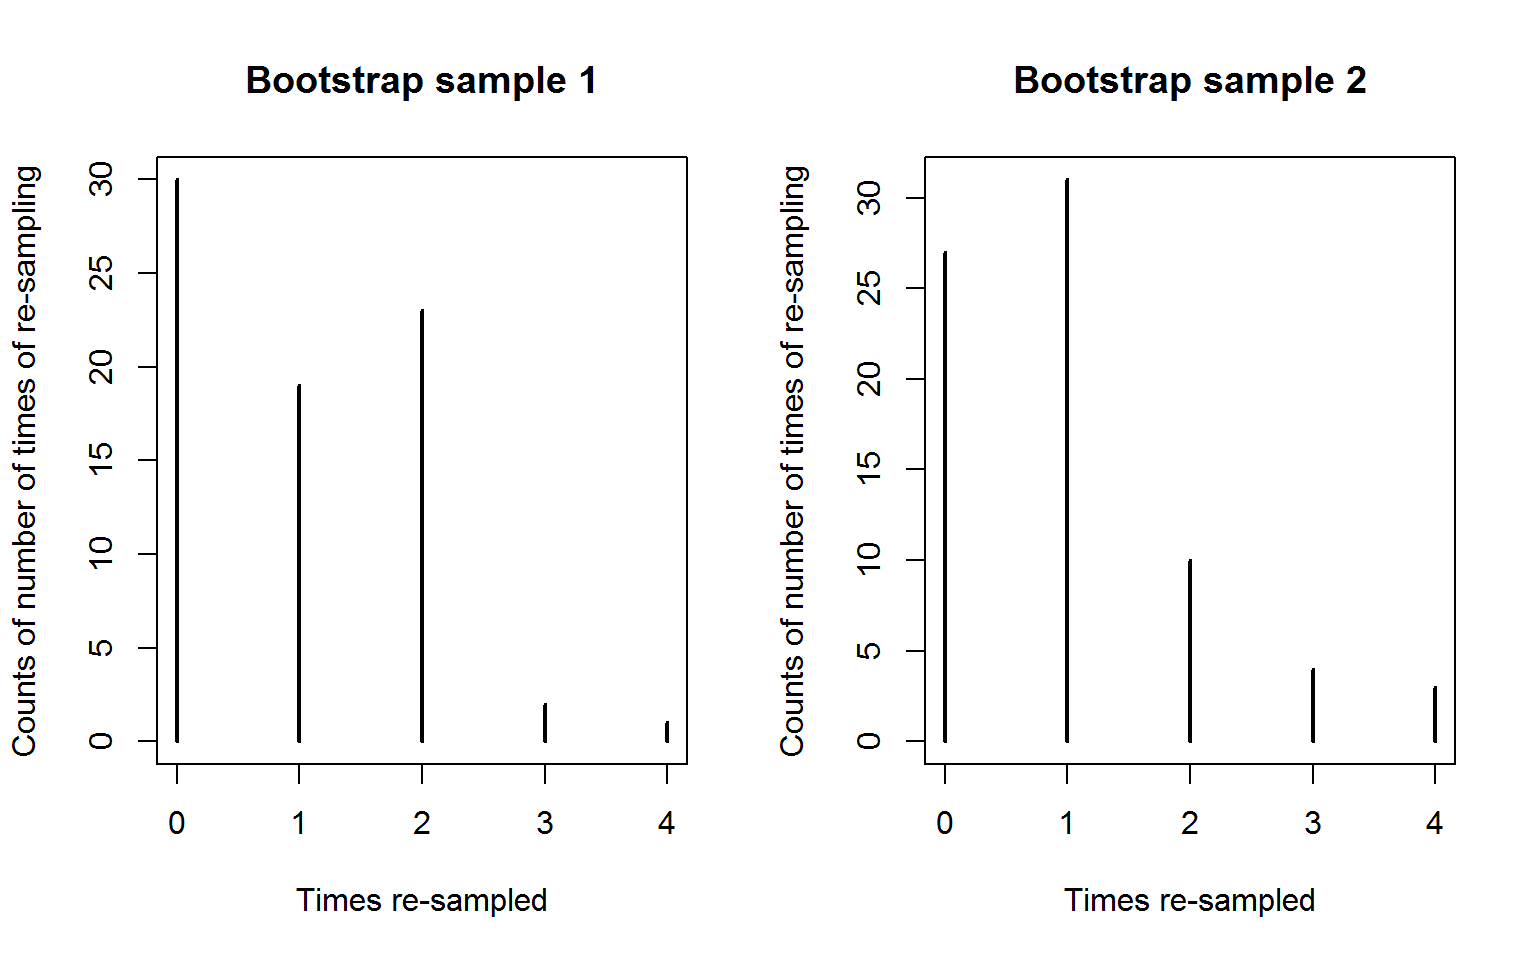 Bootstrap sample 1
Counts of number of times of re-sampling
30
25
20
15
10
5
0
0 1 2 3 4
Times re-sampled
Bootstrap sample 2
Counts of number of times of re-sampling
30
25
20
15
10
5
0
0 1 2 3 4
Times re-sampled